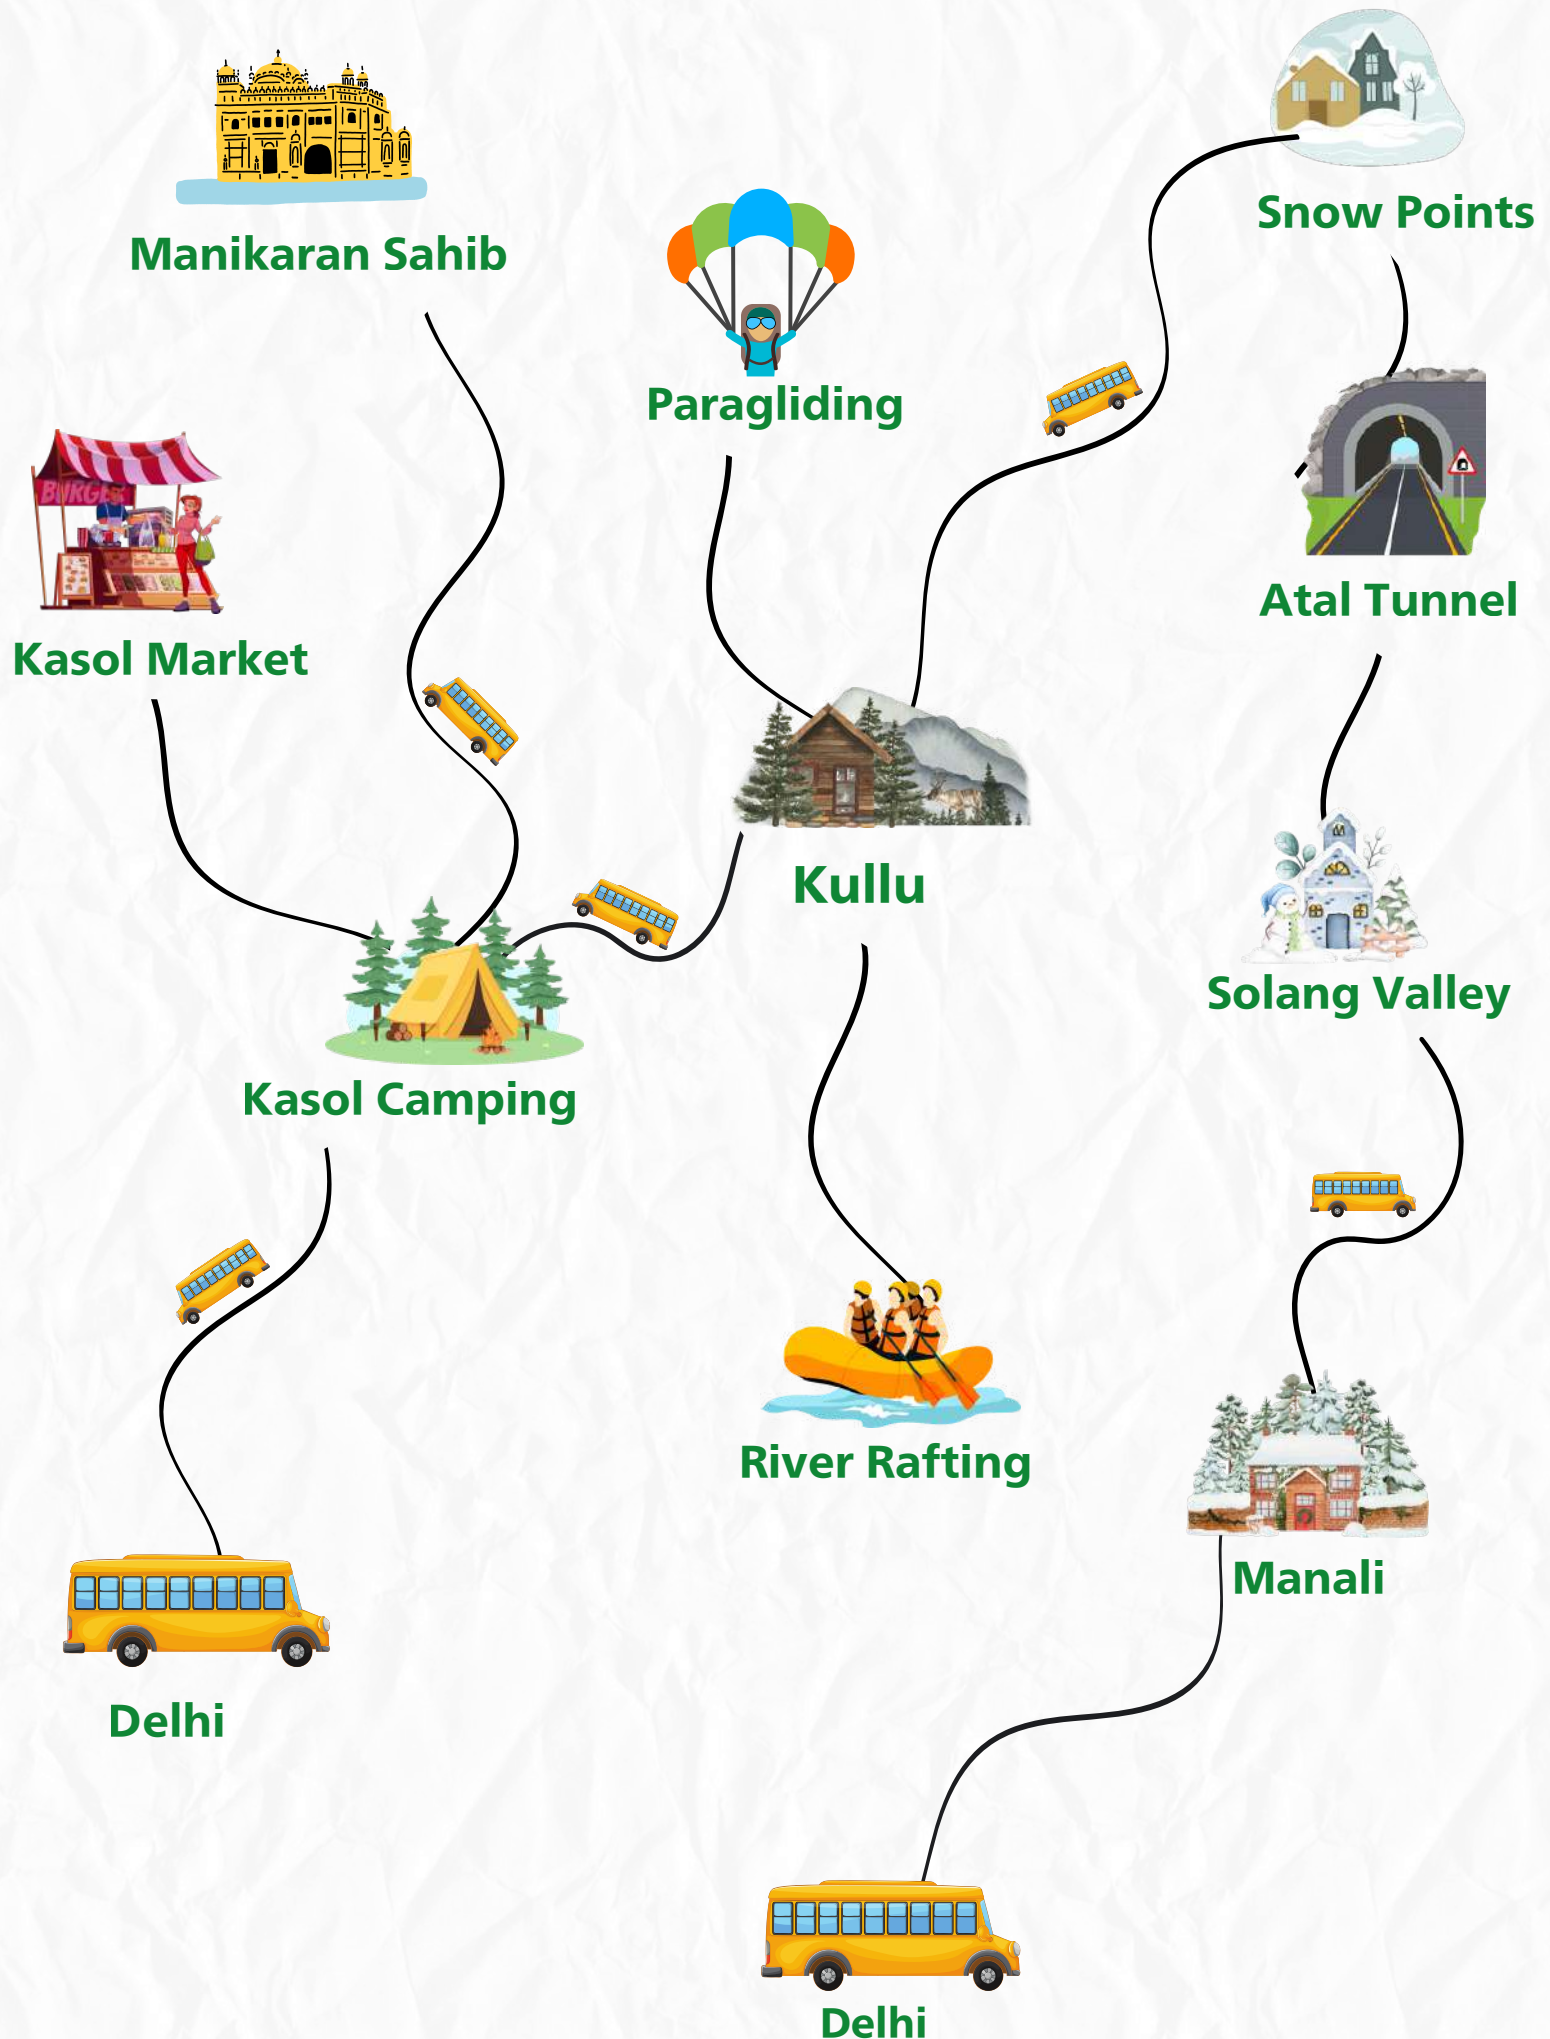 Snow Points
Manikaran Sahib
Paragliding
BURGE
Atal Tunnel
Kasol Market
Kullu
Solang Valley
Kasol Camping
River Rafting
Manali
Delhi
Delhi